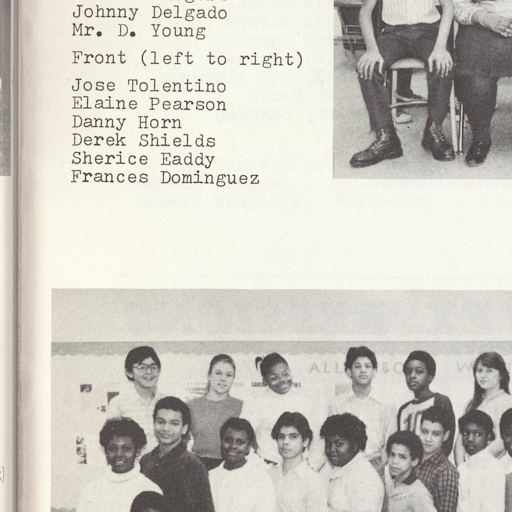 Johnny Delgado
Mr. D. Young
Front (left to right)
Jose Tolentino
Elaine Pearson
Danny Horn
Derek Shields
Sherice Eaddy
Frances Dominguez